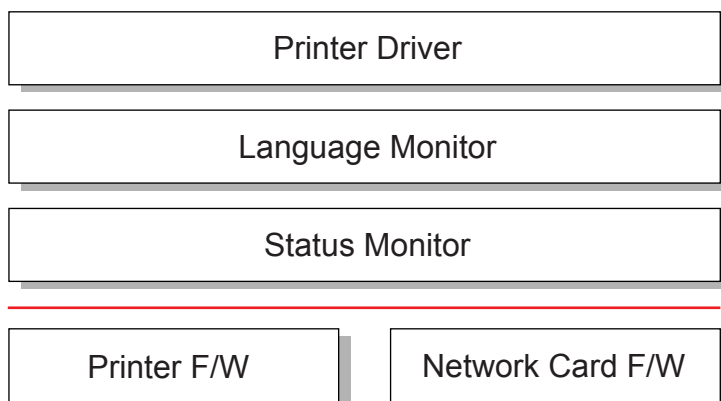 Printer Driver
Language Monitor
Status Monitor
Printer F/W
Network Card F/W